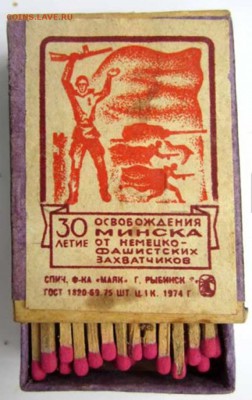 COINS.LAVE.RU
30
ЛЕТИЕ
ОСВОБОЖДЕНИЯ
МИНСКА
ОТ НЕМЕЦКО-
ФАШИСТСКИХ
ЗАХВАТЧИКОВ
СПИЧ. Ф-КА «МАЯК» Г. РЫБИНСК
ГОСТ 1820-69. 75 ШТ. Ц. 1 К. 1974 Г